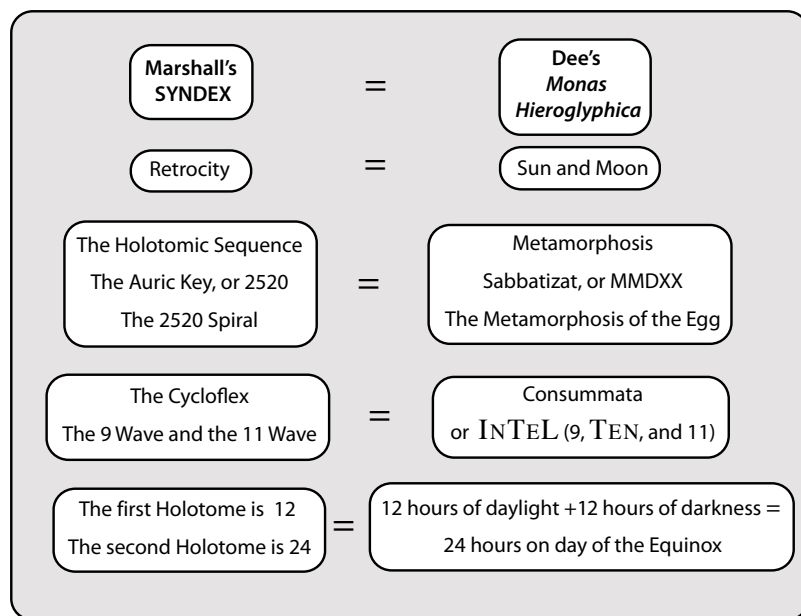 Marshall's = Dee's
SYNDEX Monas
Hieroglyphica
Retrocity = Sun and Moon
The Holotomic Sequence Metamorphosis
The Auric Key, or 2520 = Sabbatizat, or MMDXX
The 2520 Spiral The Metamorphosis of the Egg
The Cycloflex = Consummata
The 9 Wave and the 11 Wave or INTEL (9, TEN, and 11)
The first Holotome is 12 = 12 hours of daylight +12 hours of darkness =
The second Holotome is 24 24 hours on day of the Equinox